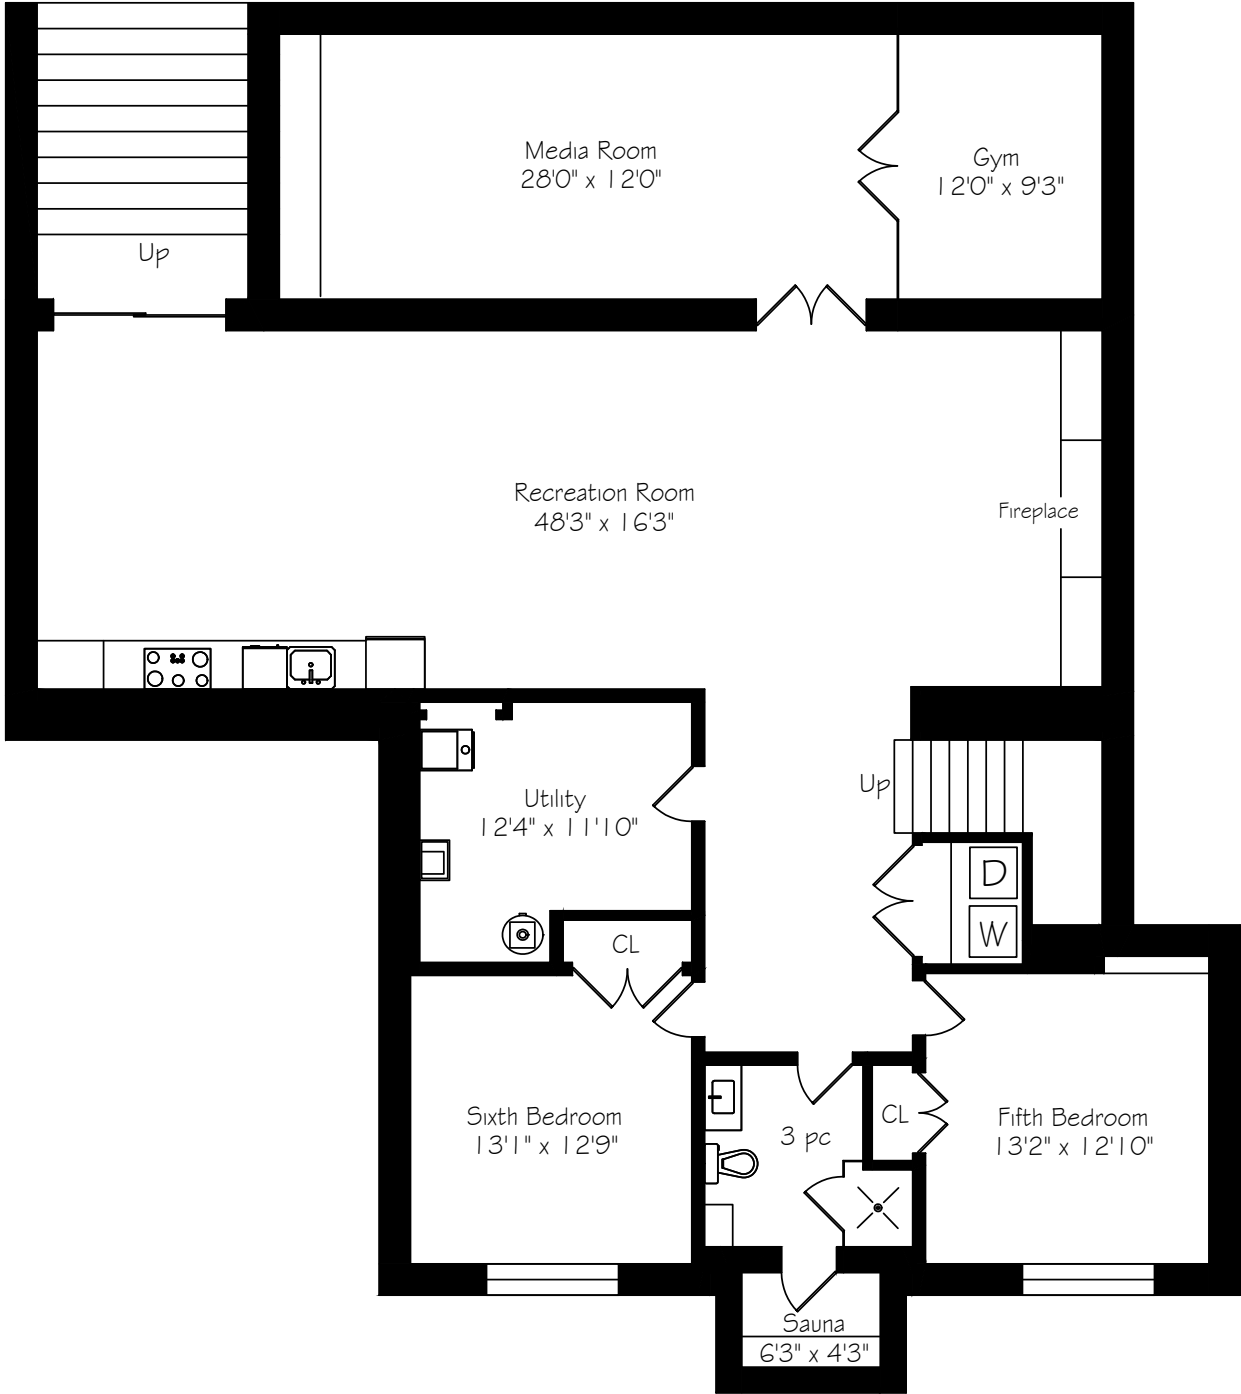 Media Room
28'0" x 12'0"
Gym
12'0" x 9'3"
Up
Recreation Room
48'3" x 16'3"
Fireplace
Utility
12'4" x 11'10"
Up
D
W
CL
Sixth Bedroom
13'1" x 12'9"
3 pc
CL
Fifth Bedroom
13'2" x 12'10"
Sauna
6'3" x 4'3"